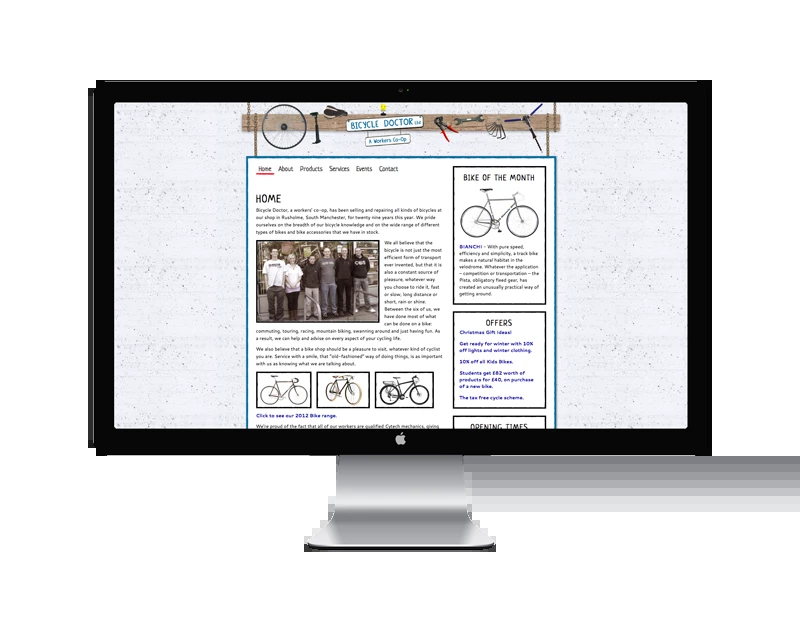 BICYCLE DOCTOR Ltd
A Workers Co-Op
Home About Products Services Events Contact
HOME
Bicycle Doctor, a workers' co-op, has been selling and repairing all kinds of bicycles at
our shop in Rusholme, South Manchester, for twenty nine years this year. We pride
ourselves on the breadth of our bicycle knowledge and on the wide range of different
types of bikes and bike accessories that we have in stock.
We all believe that the
bicycle is not just the most
efficient form of transport
ever invented, but that it is
also a constant source of
pleasure, whatever way
you choose to ride it, fast
or slow, long distance or
short, rain or shine.
Between the six of us, we
have done most of what
can be done on a bike:
commuting, touring, racing, mountain biking, swanning around and just having fun. As
a result, we can help and advise on every aspect of your cycling life.
We also believe that a bike shop should be a pleasure to visit, whatever kind of cyclist
you are. Service with a smile, that "old-fashioned" way of doing things, is as important
with us as knowing what we are talking about.
Click to see our 2012 Bike range.
We're proud of the fact that all of our workers are qualified Cytech mechanics, giving
BIKE OF THE MONTH
BIANCHI - With pure speed,
efficiency and simplicity, a track bike
makes a natural habitat in the
velodrome. Whatever the application
- competition or transportation - the
Pista, obligatory fixed gear, has
created an unusually practical way of
getting around.
OFFERS
Christmas Gift Ideas!
Get ready for winter with 10%
off lights and winter clothing.
10% off all Kids Bikes.
Students get £82 worth of
products for £40, on purchase
of a new bike.
The tax free cycle scheme.
OPENING TIMES